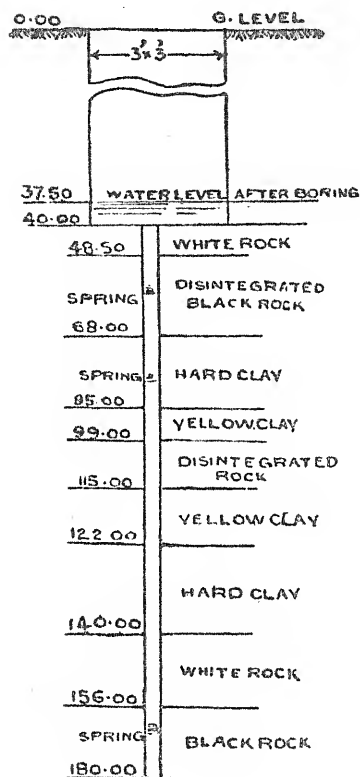 0.00 G. LEVEL
3' x 3'
37.50 WATER LEVEL AFTER BORING
40.00
48.50 WHITE ROCK
SPRING DISINTEGRATED
BLACK ROCK
68.00
SPRING HARD CLAY
85.00
YELLOW CLAY
99.00
DISINTEGRATED
ROCK
115.00
YELLOW CLAY
122.00
HARD CLAY
140.00
WHITE ROCK
156.00
SPRING BLACK ROCK
180.00